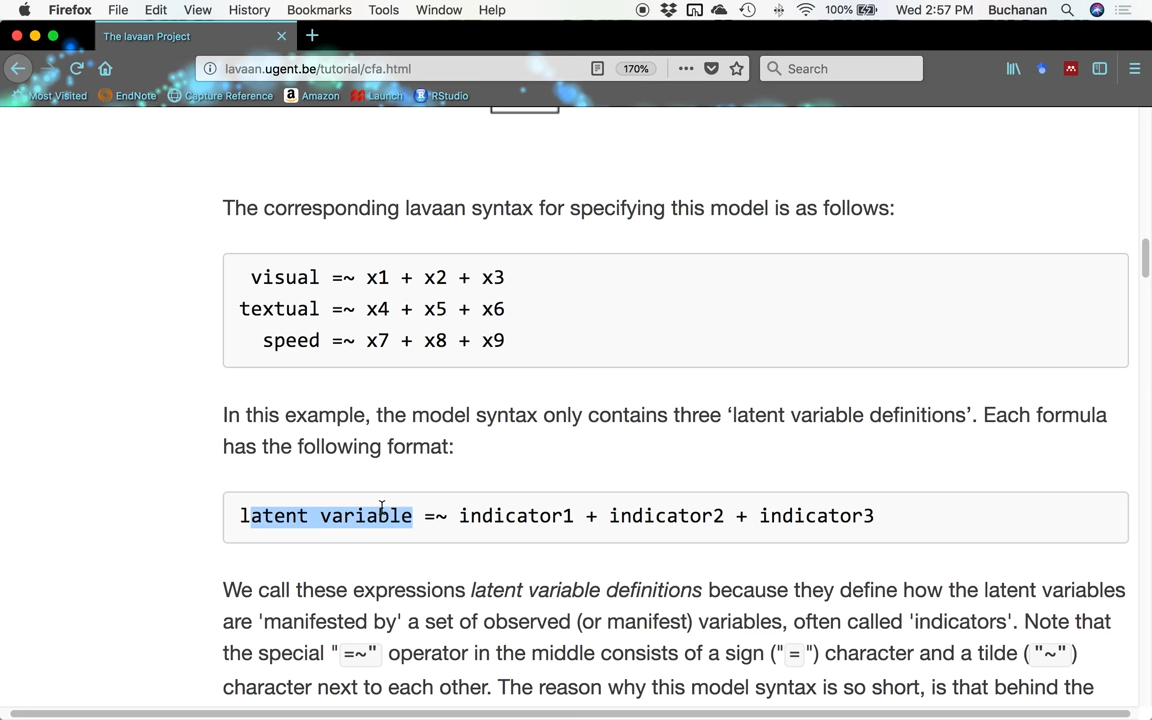 Firefox File Edit View History Bookmarks Tools Window Help 100% Wed 2:57 PM Buchanan
The lavaan Project
lavaan.ugent.be/tutorial/cfa.html 170% Search
Most Visited EndNote Capture Reference Amazon Launch RStudio
The corresponding lavaan syntax for specifying this model is as follows:
visual =~ x1 + x2 + x3
textual =~ x4 + x5 + x6
speed =~ x7 + x8 + x9
In this example, the model syntax only contains three ‘latent variable definitions’. Each formula
has the following format:
latent variable =~ indicator1 + indicator2 + indicator3
We call these expressions latent variable definitions because they define how the latent variables
are 'manifested by' a set of observed (or manifest) variables, often called 'indicators'. Note that
the special "=~" operator in the middle consists of a sign ("=") character and a tilde ("~")
character next to each other. The reason why this model syntax is so short, is that behind the